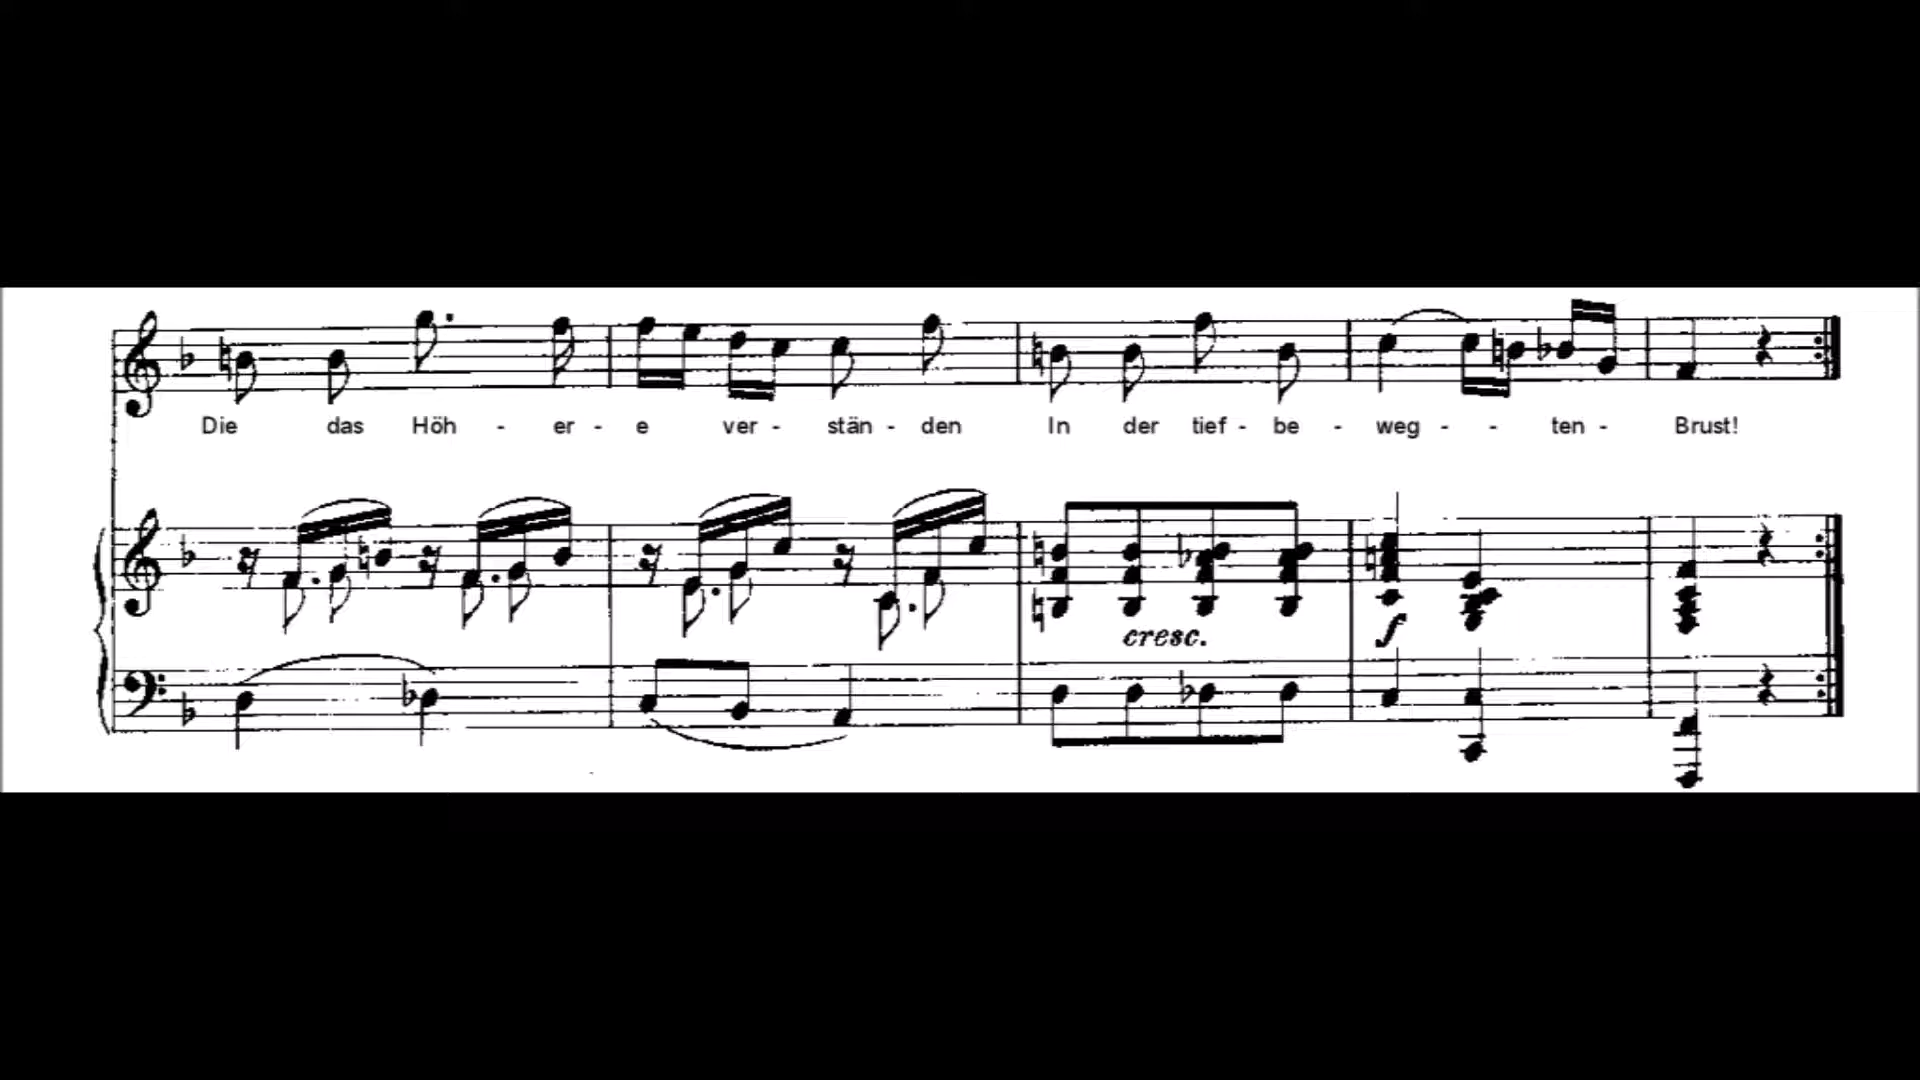 Die das Höh - er - e ver - stän - den In der tief - be - weg - - ten - Brust!
cresc.
f